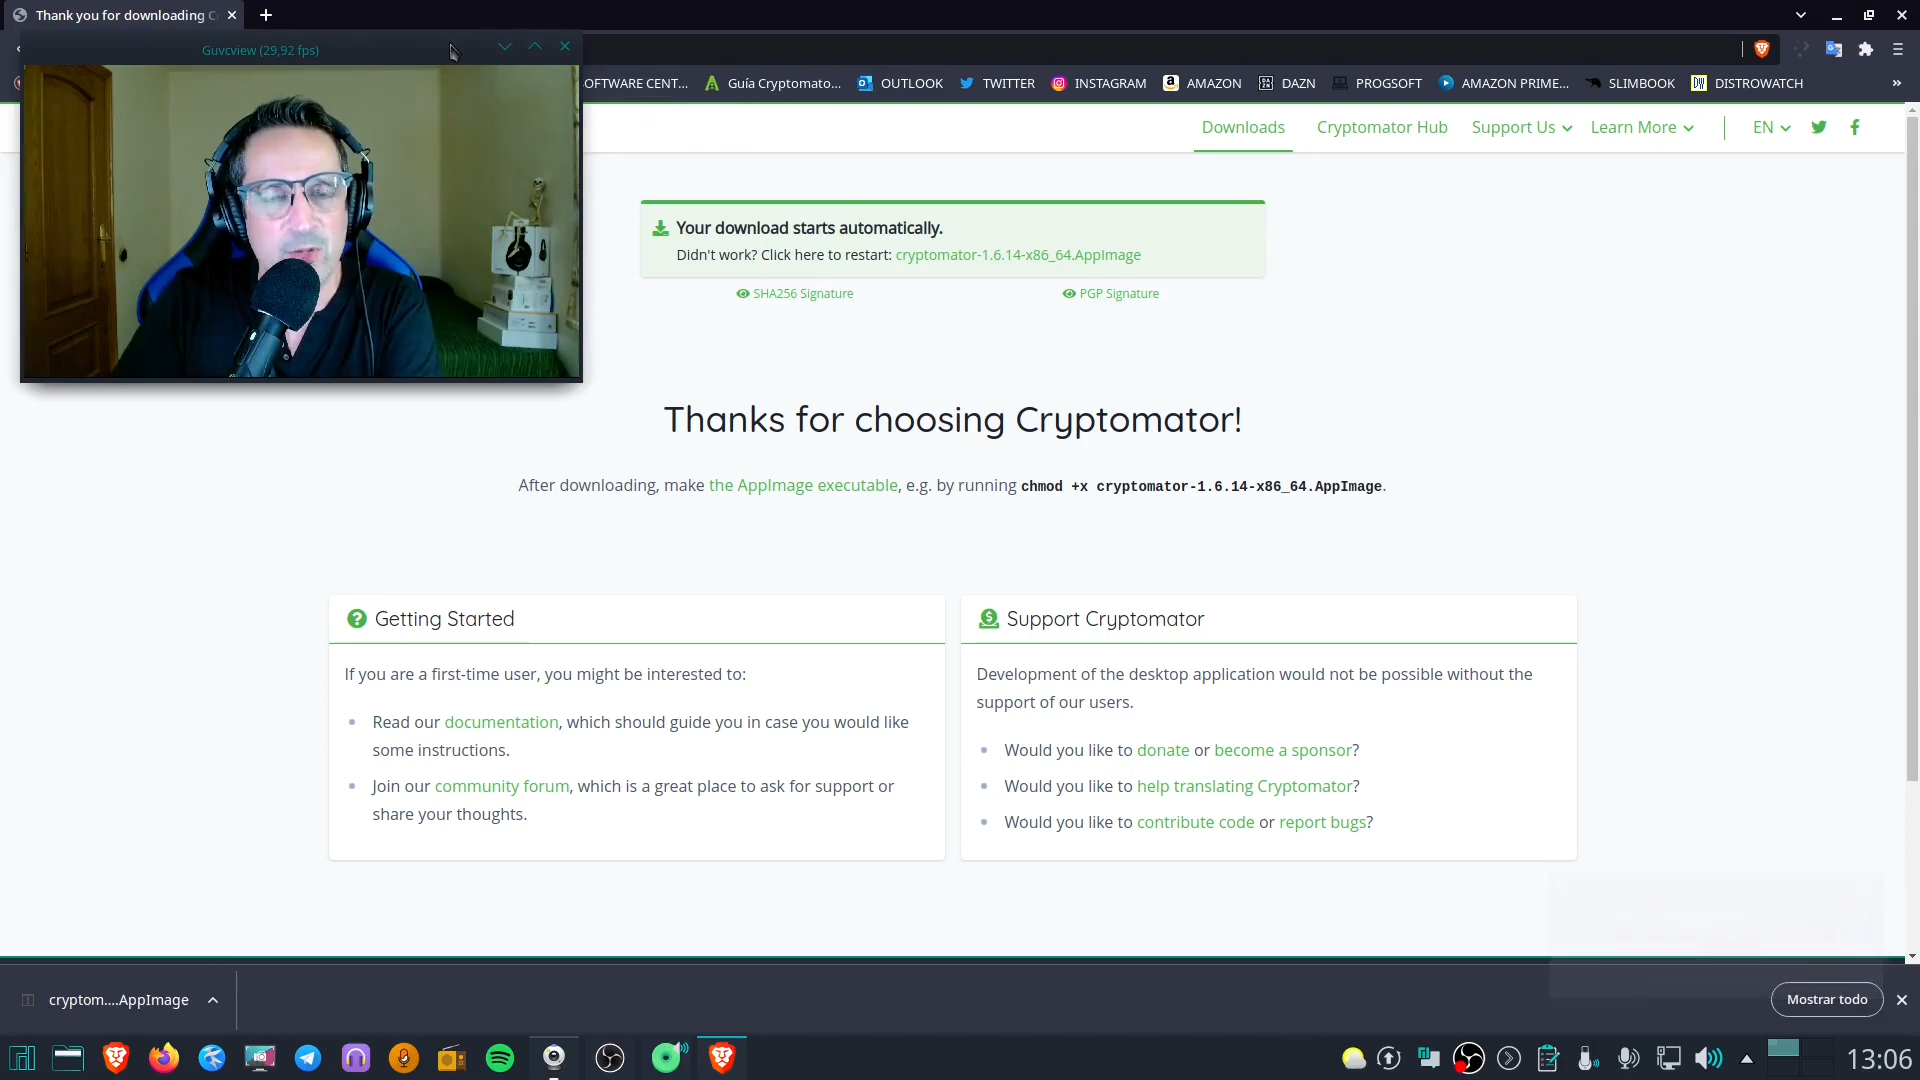 Thank you for downloading C
Guvcview (29,92 fps)
OFTWARE CENT...
Guía Cryptomato...
OUTLOOK
TWITTER
INSTAGRAM
AMAZON
DAZN
PROGSOFT
AMAZON PRIME...
SLIMBOOK
DISTROWATCH
Downloads
Cryptomator Hub
Support Us
Learn More
EN
Your download starts automatically.
Didn't work? Click here to restart: cryptomator-1.6.14-x86_64.AppImage
SHA256 Signature
PGP Signature
Thanks for choosing Cryptomator!
After downloading, make the AppImage executable, e.g. by running chmod +x cryptomator-1.6.14-x86_64.AppImage.
Getting Started
If you are a first-time user, you might be interested to:
Read our documentation, which should guide you in case you would like
some instructions.
Join our community forum, which is a great place to ask for support or
share your thoughts.
Support Cryptomator
Development of the desktop application would not be possible without the
support of our users.
Would you like to donate or become a sponsor?
Would you like to help translating Cryptomator?
Would you like to contribute code or report bugs?
cryptom....AppImage
Mostrar todo
13:06